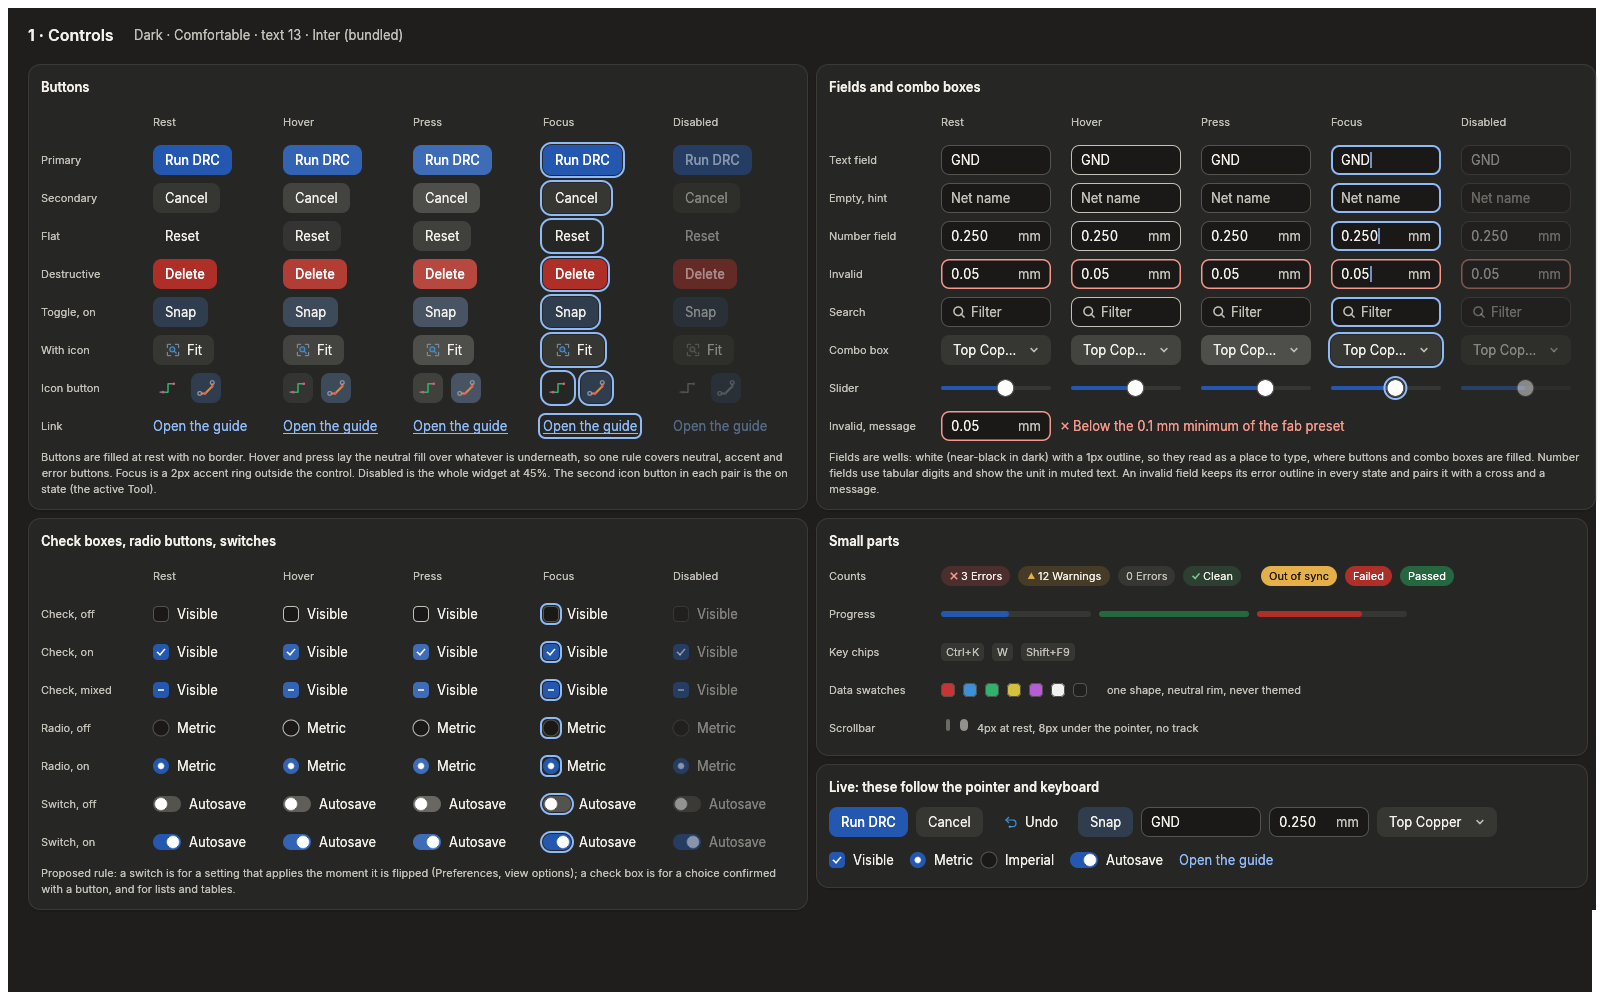 1 · Controls Dark · Comfortable · text 13 · Inter (bundled)
Buttons
Rest Hover Press Focus Disabled
Primary Run DRC Run DRC Run DRC Run DRC Run DRC
Secondary Cancel Cancel Cancel Cancel Cancel
Flat Reset Reset Reset Reset Reset
Destructive Delete Delete Delete Delete Delete
Toggle, on Snap Snap Snap Snap Snap
With icon Fit Fit Fit Fit Fit
Icon button
Link Open the guide Open the guide Open the guide Open the guide Open the guide
Buttons are filled at rest with no border. Hover and press lay the neutral fill over whatever is underneath, so one rule covers neutral, accent and
error buttons. Focus is a 2px accent ring outside the control. Disabled is the whole widget at 45%. The second icon button in each pair is the on
state (the active Tool).
Fields and combo boxes
Rest Hover Press Focus Disabled
Text field GND GND GND GND GND
Empty, hint Net name Net name Net name Net name Net name
Number field 0.250 mm 0.250 mm 0.250 mm 0.250 mm 0.250 mm
Invalid 0.05 mm 0.05 mm 0.05 mm 0.05 mm 0.05 mm
Search Filter Filter Filter Filter Filter
Combo box Top Cop... Top Cop... Top Cop... Top Cop... Top Cop...
Slider
Invalid, message 0.05 mm × Below the 0.1 mm minimum of the fab preset
Fields are wells: white (near-black in dark) with a 1px outline, so they read as a place to type, where buttons and combo boxes are filled. Number
fields use tabular digits and show the unit in muted text. An invalid field keeps its error outline in every state and pairs it with a cross and a
message.
Check boxes, radio buttons, switches
Rest Hover Press Focus Disabled
Check, off Visible Visible Visible Visible Visible
Check, on Visible Visible Visible Visible Visible
Check, mixed Visible Visible Visible Visible Visible
Radio, off Metric Metric Metric Metric Metric
Radio, on Metric Metric Metric Metric Metric
Switch, off Autosave Autosave Autosave Autosave Autosave
Switch, on Autosave Autosave Autosave Autosave Autosave
Proposed rule: a switch is for a setting that applies the moment it is flipped (Preferences, view options); a check box is for a choice confirmed
with a button, and for lists and tables.
Small parts
Counts 3 Errors 12 Warnings 0 Errors Clean Out of sync Failed Passed
Progress
Key chips Ctrl+K W Shift+F9
Data swatches one shape, neutral rim, never themed
Scrollbar 4px at rest, 8px under the pointer, no track
Live: these follow the pointer and keyboard
Run DRC Cancel Undo Snap GND 0.250 mm Top Copper
Visible Metric Imperial Autosave Open the guide